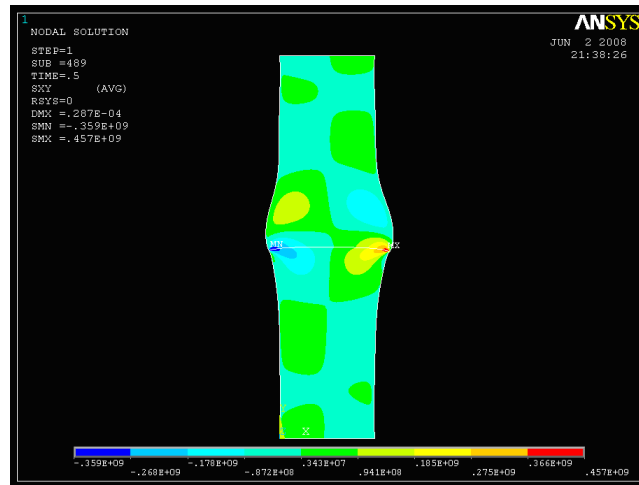 1
NODAL SOLUTION
ANSYS
STEP=1
SUB =489
TIME=.5
SXY (AVG)
RSYS=0
DMX =.287E-04
SMN =-.359E+09
SMX =.457E+09
JUN 2 2008
21:38:26
MN MX
X
-.359E+09 -.178E+09 .343E+07 .185E+09 .366E+09
-.268E+09 -.872E+08 .941E+08 .275E+09 .457E+09